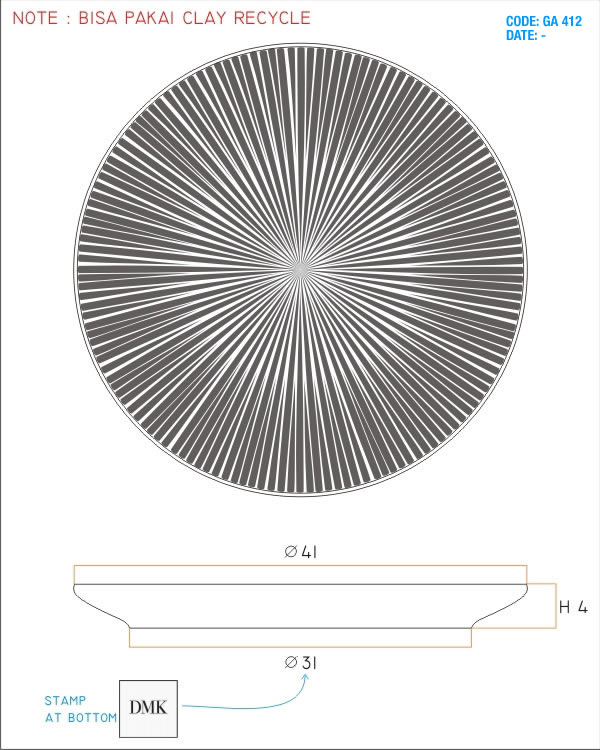 NOTE : BISA PAKAI CLAY RECYCLE
CODE: GA 412
DATE: -
Ø 41
H 4
Ø 31
STAMP
AT BOTTOM
DMK